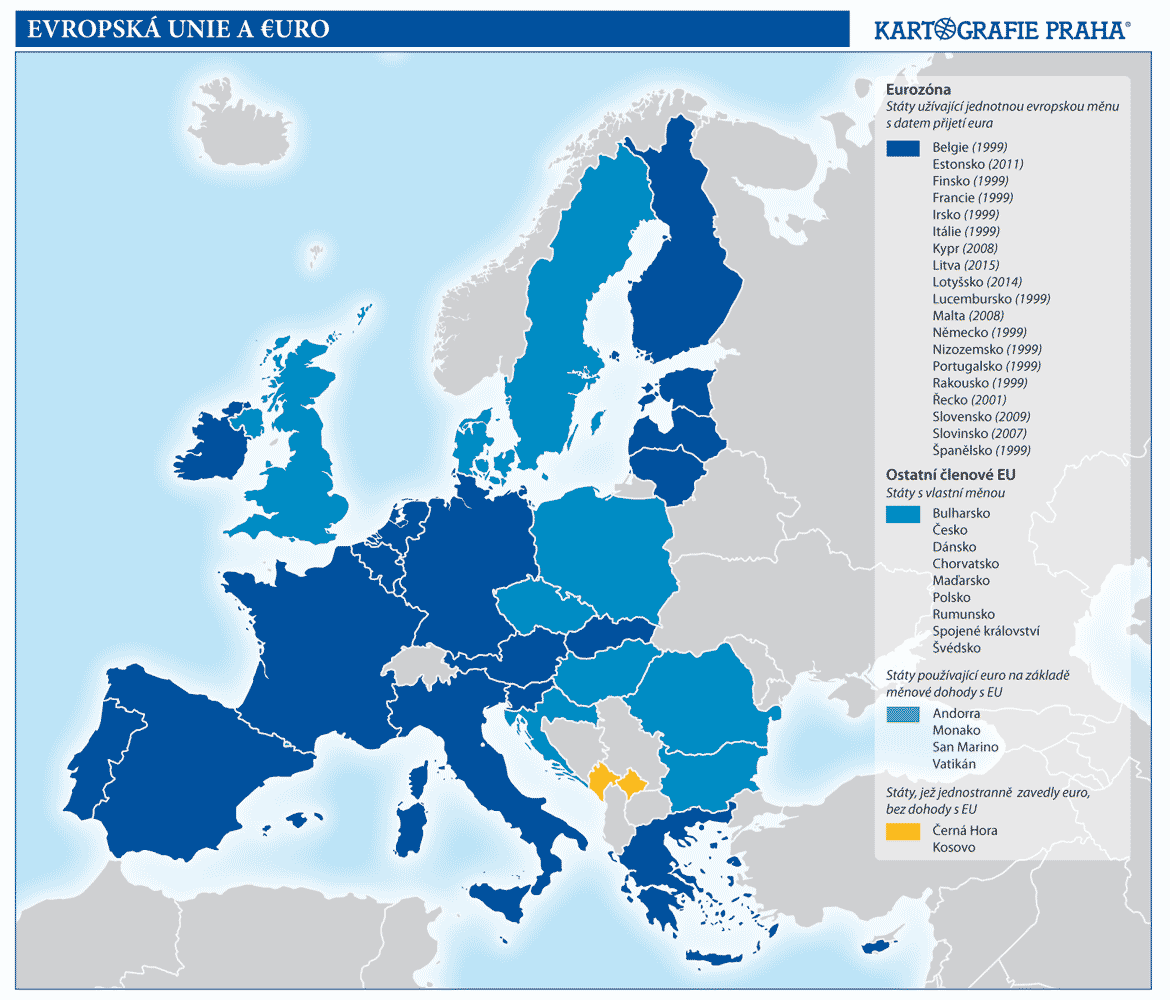 EVROPSKÁ UNIE A €URO
KARTOGRAFIE PRAHA®
Eurozóna
Státy užívající jednotnou evropskou měnu
s datem přijetí eura
Belgie (1999)
Estonsko (2011)
Finsko (1999)
Francie (1999)
Irsko (1999)
Itálie (1999)
Kypr (2008)
Litva (2015)
Lotyšsko (2014)
Lucembursko (1999)
Malta (2008)
Německo (1999)
Nizozemsko (1999)
Portugalsko (1999)
Rakousko (1999)
Řecko (2001)
Slovensko (2009)
Slovinsko (2007)
Španělsko (1999)
Ostatní členové EU
Státy s vlastní měnou
Bulharsko
Česko
Dánsko
Chorvatsko
Maďarsko
Polsko
Rumunsko
Spojené království
Švédsko
Státy používající euro na základě
měnové dohody s EU
Andorra
Monako
San Marino
Vatikán
Státy, jež jednostranně zavedly euro,
bez dohody s EU
Černá Hora
Kosovo